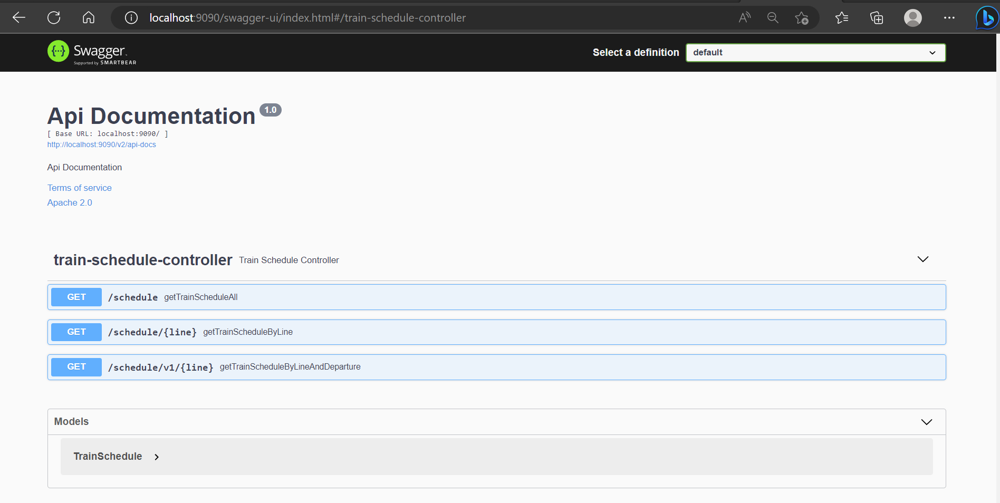 localhost:9090/swagger-ui/index.html#/train-schedule-controller
Swagger
Supported by SMARTBEAR
Select a definition
default
Api Documentation 1.0
[ Base URL: localhost:9090/ ]
http://localhost:9090/v2/api-docs
Api Documentation
Terms of service
Apache 2.0
train-schedule-controller Train Schedule Controller
GET /schedule getTrainScheduleAll
GET /schedule/{line} getTrainScheduleByLine
GET /schedule/v1/{line} getTrainScheduleByLineAndDeparture
Models
TrainSchedule